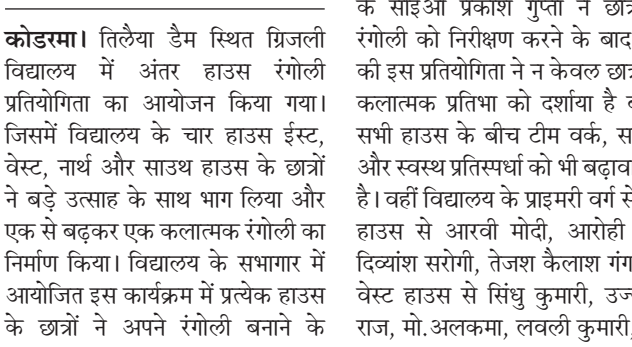 कोडरमा। तिलैया डैम स्थित ग्रिजली
विद्यालय में अंतर हाउस रंगोली
प्रतियोगिता का आयोजन किया गया।
जिसमें विद्यालय के चार हाउस ईस्ट,
वेस्ट, नार्थ और साउथ हाउस के छात्रों
ने बड़े उत्साह के साथ भाग लिया और
एक से बढ़कर एक कलात्मक रंगोली का
निर्माण किया। विद्यालय के सभागार में
आयोजित इस कार्यक्रम में प्रत्येक हाउस
के छात्रों ने अपने रंगोली बनाने के
के सीईओ प्रकाश गुप्ता ने
रंगोली को निरीक्षण करने के बाद
की इस प्रतियोगिता ने न केवल
कलात्मक प्रतिभा को दर्शाया है
सभी हाउस के बीच टीम वर्क,
और स्वस्थ प्रतिस्पर्धा को भी
है। वहीं विद्यालय के प्राइमरी वर्ग
हाउस से आरवी मोदी, आरोही
दिव्यांश सरोगी, तेजश कैलाश
वेस्ट हाउस से सिंधु कुमारी,
राज, मो.अलकमा, लवली कुमारी,